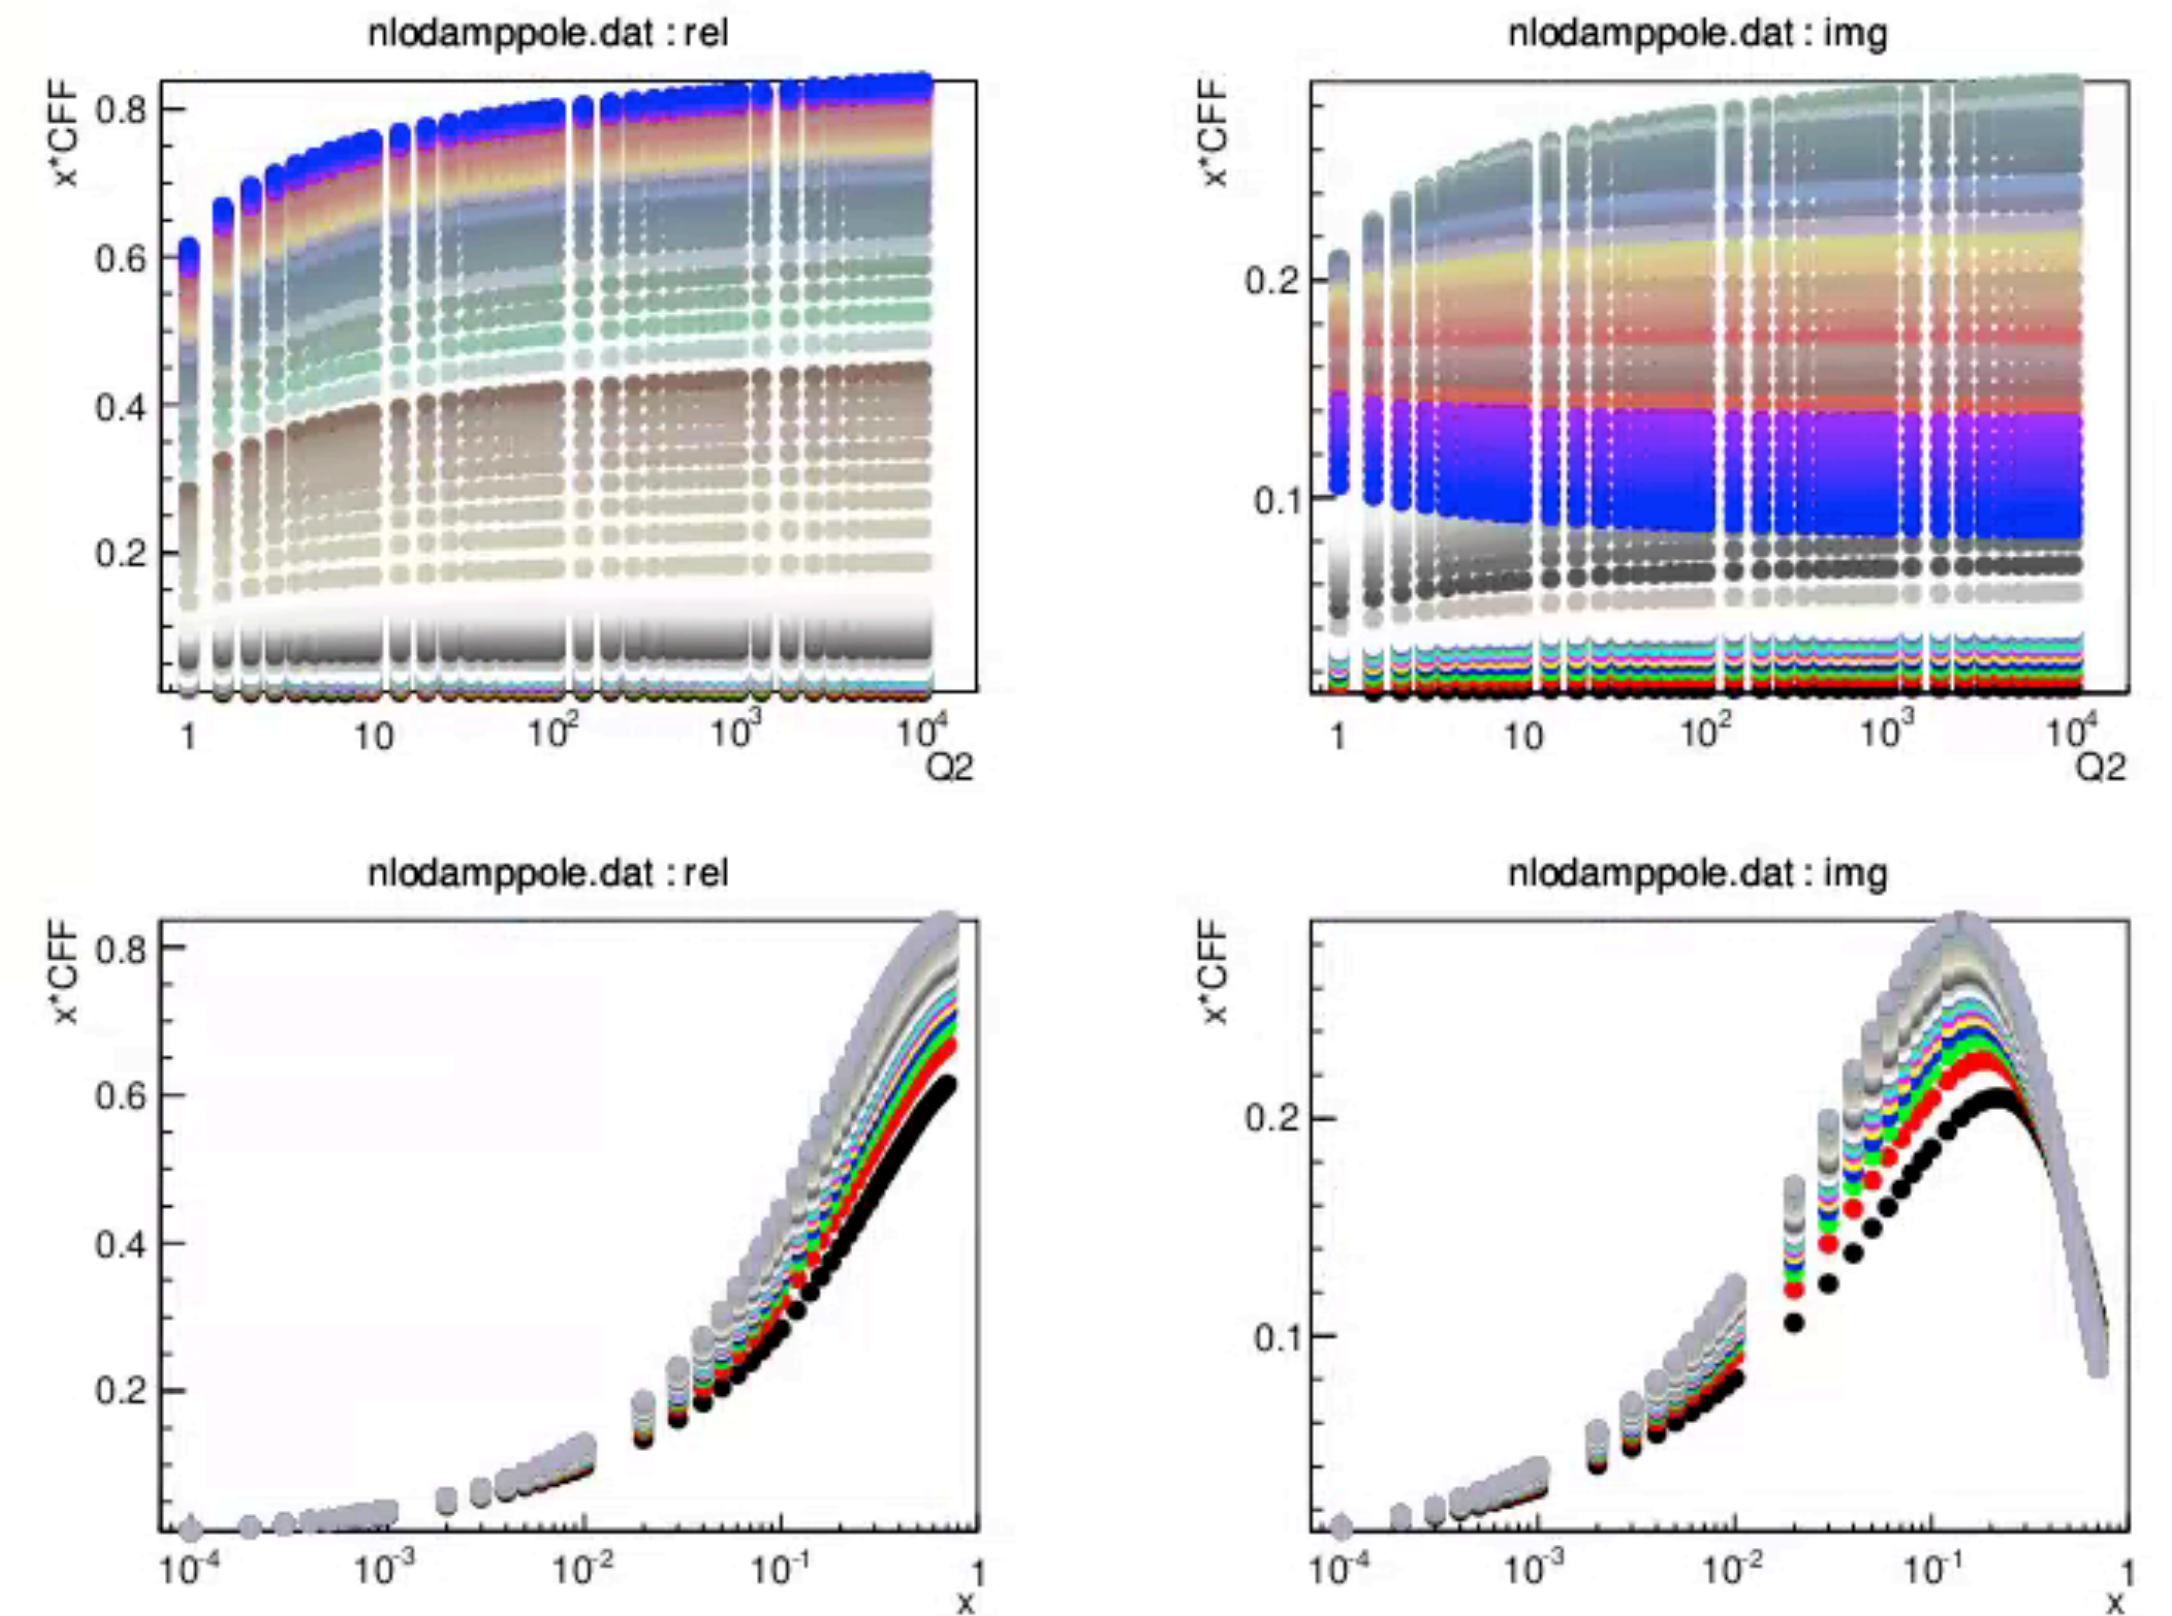 nlodamppole.dat : rel
x*CFF
0.8
0.6
0.4
0.2
1 10 10² 10³ 10⁴
Q2
nlodamppole.dat : img
x*CFF
0.2
0.1
1 10 10² 10³ 10⁴
Q2
nlodamppole.dat : rel
x*CFF
0.8
0.6
0.4
0.2
10⁻⁴ 10⁻³ 10⁻² 10⁻¹ 1
x
nlodamppole.dat : img
x*CFF
0.2
0.1
10⁻⁴ 10⁻³ 10⁻² 10⁻¹ 1
x